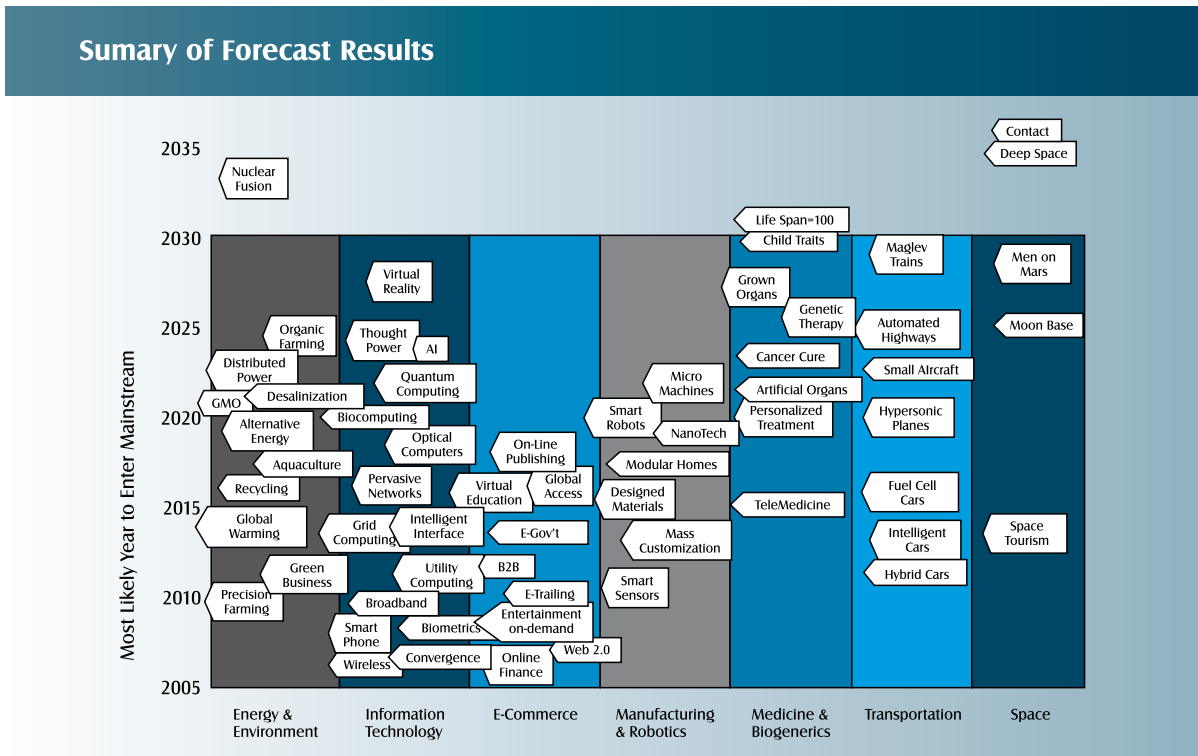 Sumary of Forecast Results
Most Likely Year to Enter Mainstream
2035
2030
2025
2020
2015
2010
2005
Nuclear
Fusion
Organic
Farming
Distributed
Power
GMO
Desalinization
Alternative
Energy
Aquaculture
Recycling
Global
Warming
Green
Business
Precision
Farming
Virtual
Reality
Thought
Power
AI
Quantum
Computing
Biocomputing
Optical
Computers
Pervasive
Networks
Grid
Computing
Intelligent
Interface
Utility
Computing
Broadband
Smart
Phone
Biometrics
Wireless
Convergence
On-Line
Publishing
Virtual
Education
Global
Access
E-Gov't
B2B
E-Trailing
Entertainment
on-demand
Web 2.0
Online
Finance
Micro
Machines
Smart
Robots
NanoTech
Modular Homes
Designed
Materials
Mass
Customization
Smart
Sensors
Life Span=100
Child Traits
Grown
Organs
Genetic
Therapy
Cancer Cure
Artificial Organs
Personalized
Treatment
TeleMedicine
Maglev
Trains
Automated
Highways
Small AIrcraft
Hypersonic
Planes
Fuel Cell
Cars
Intelligent
Cars
Hybrid Cars
Contact
Deep Space
Men on
Mars
Moon Base
Space
Tourism
Energy &
Environment
Information
Technology
E-Commerce
Manufacturing
& Robotics
Medicine &
Biogenerics
Transportation
Space